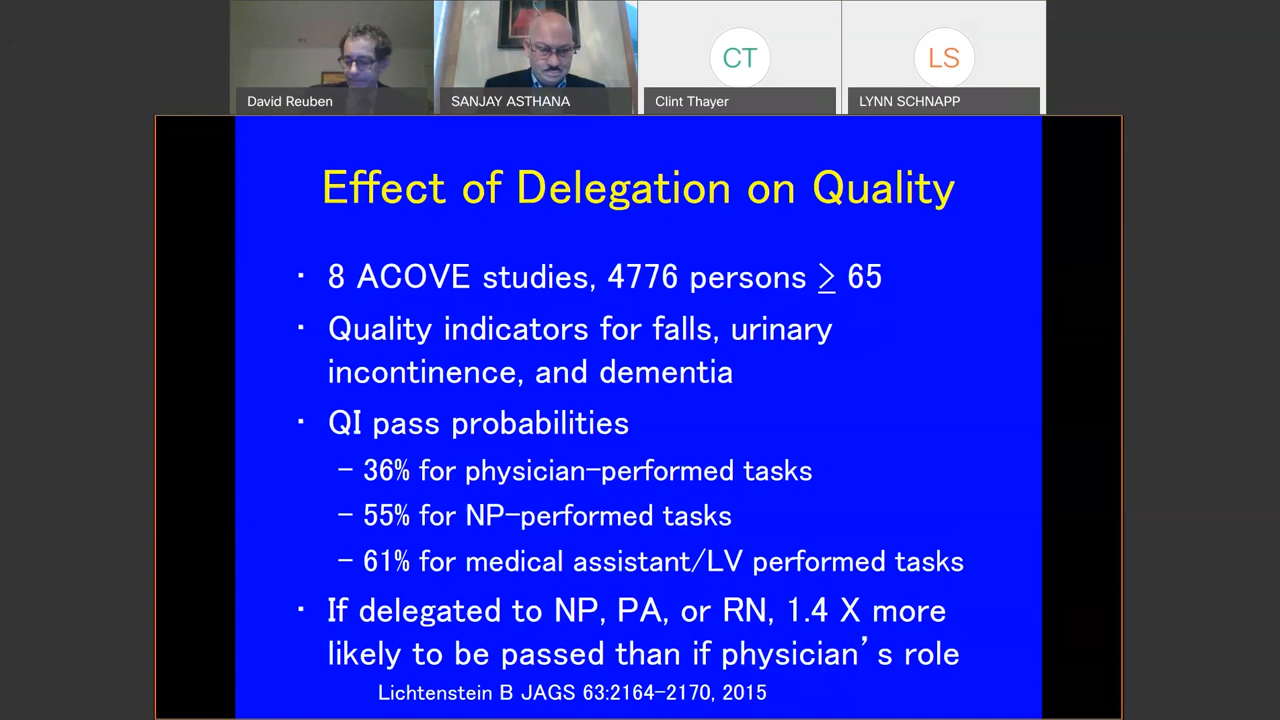 CT
LS
David Reuben
SANJAY ASTHANA
Clint Thayer
LYNN SCHNAPP
Effect of Delegation on Quality
· 8 ACOVE studies, 4776 persons ≥ 65
· Quality indicators for falls, urinary
incontinence, and dementia
· QI pass probabilities
– 36% for physician-performed tasks
– 55% for NP-performed tasks
– 61% for medical assistant/LV performed tasks
· If delegated to NP, PA, or RN, 1.4 X more
likely to be passed than if physician’s role
Lichtenstein B JAGS 63:2164-2170, 2015